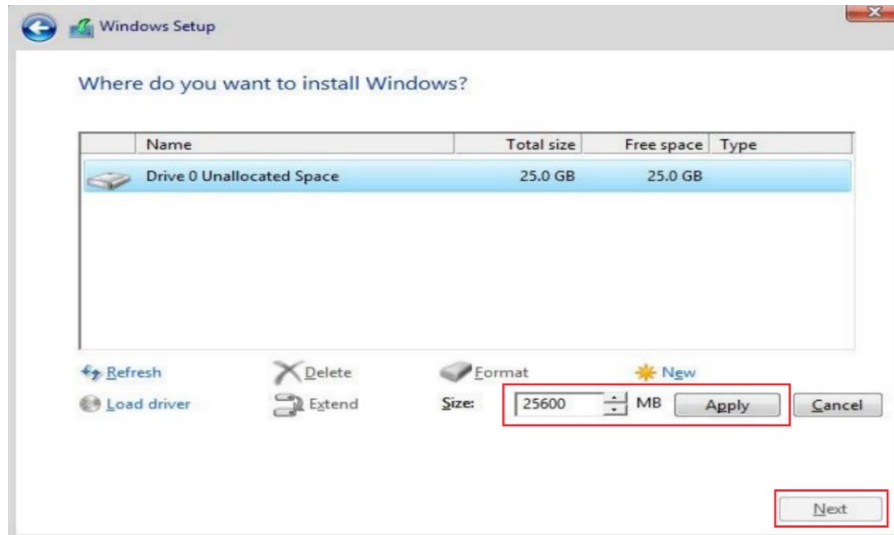 Windows Setup
Where do you want to install Windows?
Name Total size Free space Type
Drive 0 Unallocated Space 25.0 GB 25.0 GB
Refresh Delete Format New
Load driver Extend Size: 25600 MB Apply Cancel
Next